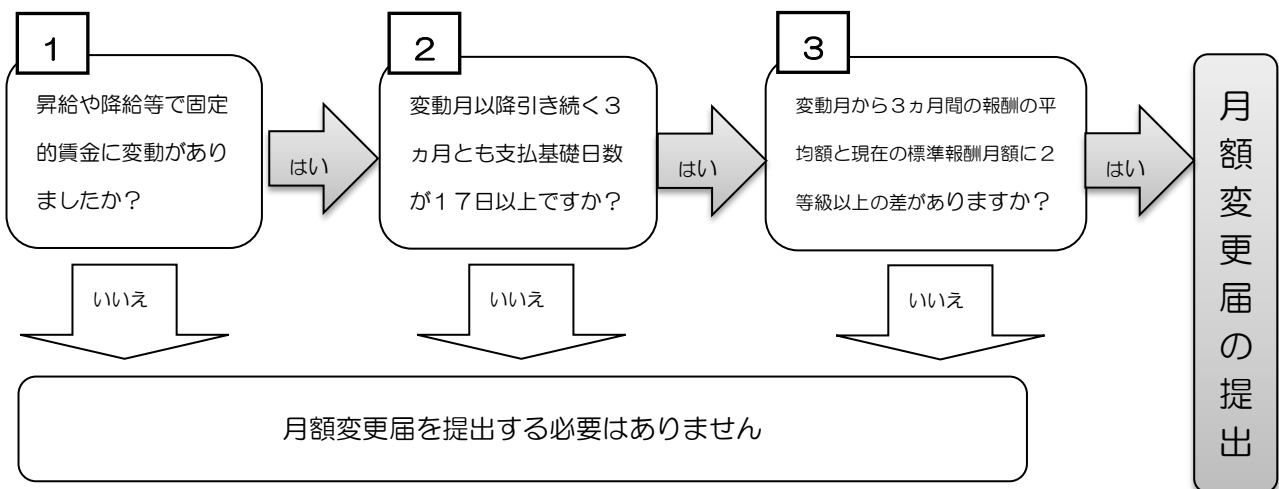 1
昇給や降給等で固定
的賃金に変動があり
ましたか?
はい
2
変動月以降引き続く3
ヵ月とも支払基礎日数
が17日以上ですか?
はい
3
変動月から3ヵ月間の報酬の平
均額と現在の標準報酬月額に2
等級以上の差がありますか?
はい
月額変更届の提出
いいえ
いいえ
いいえ
月額変更届を提出する必要はありません